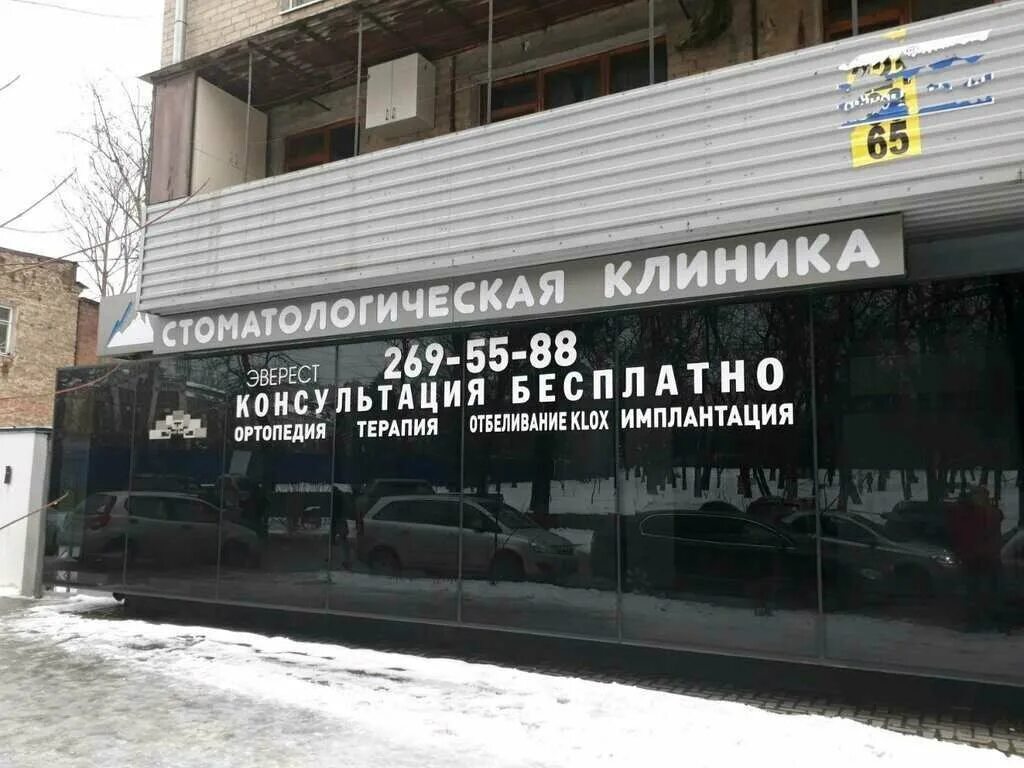 65
СТОМАТОЛОГИЧЕСКАЯ КЛИНИКА
ЭВЕРЕСТ 269-55-88
КОНСУЛЬТАЦИЯ БЕСПЛАТНО
ОРТОПЕДИЯ ТЕРАПИЯ ОТБЕЛИВАНИЕ KLOX ИМПЛАНТАЦИЯ